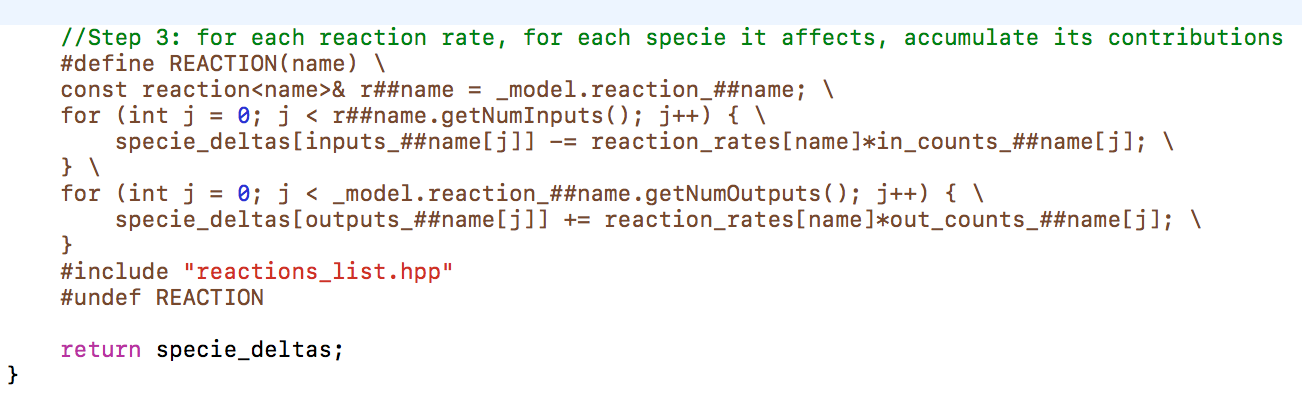 //Step 3: for each reaction rate, for each specie it affects, accumulate its contributions
#define REACTION(name) \
const reaction<name>& r##name = _model.reaction_##name; \
for (int j = 0; j < r##name.getNumInputs(); j++) { \
specie_deltas[inputs_##name[j]] -= reaction_rates[name]*in_counts_##name[j]; \
} \
for (int j = 0; j < _model.reaction_##name.getNumOutputs(); j++) { \
specie_deltas[outputs_##name[j]] += reaction_rates[name]*out_counts_##name[j]; \
}
#include "reactions_list.hpp"
#undef REACTION
return specie_deltas;
}